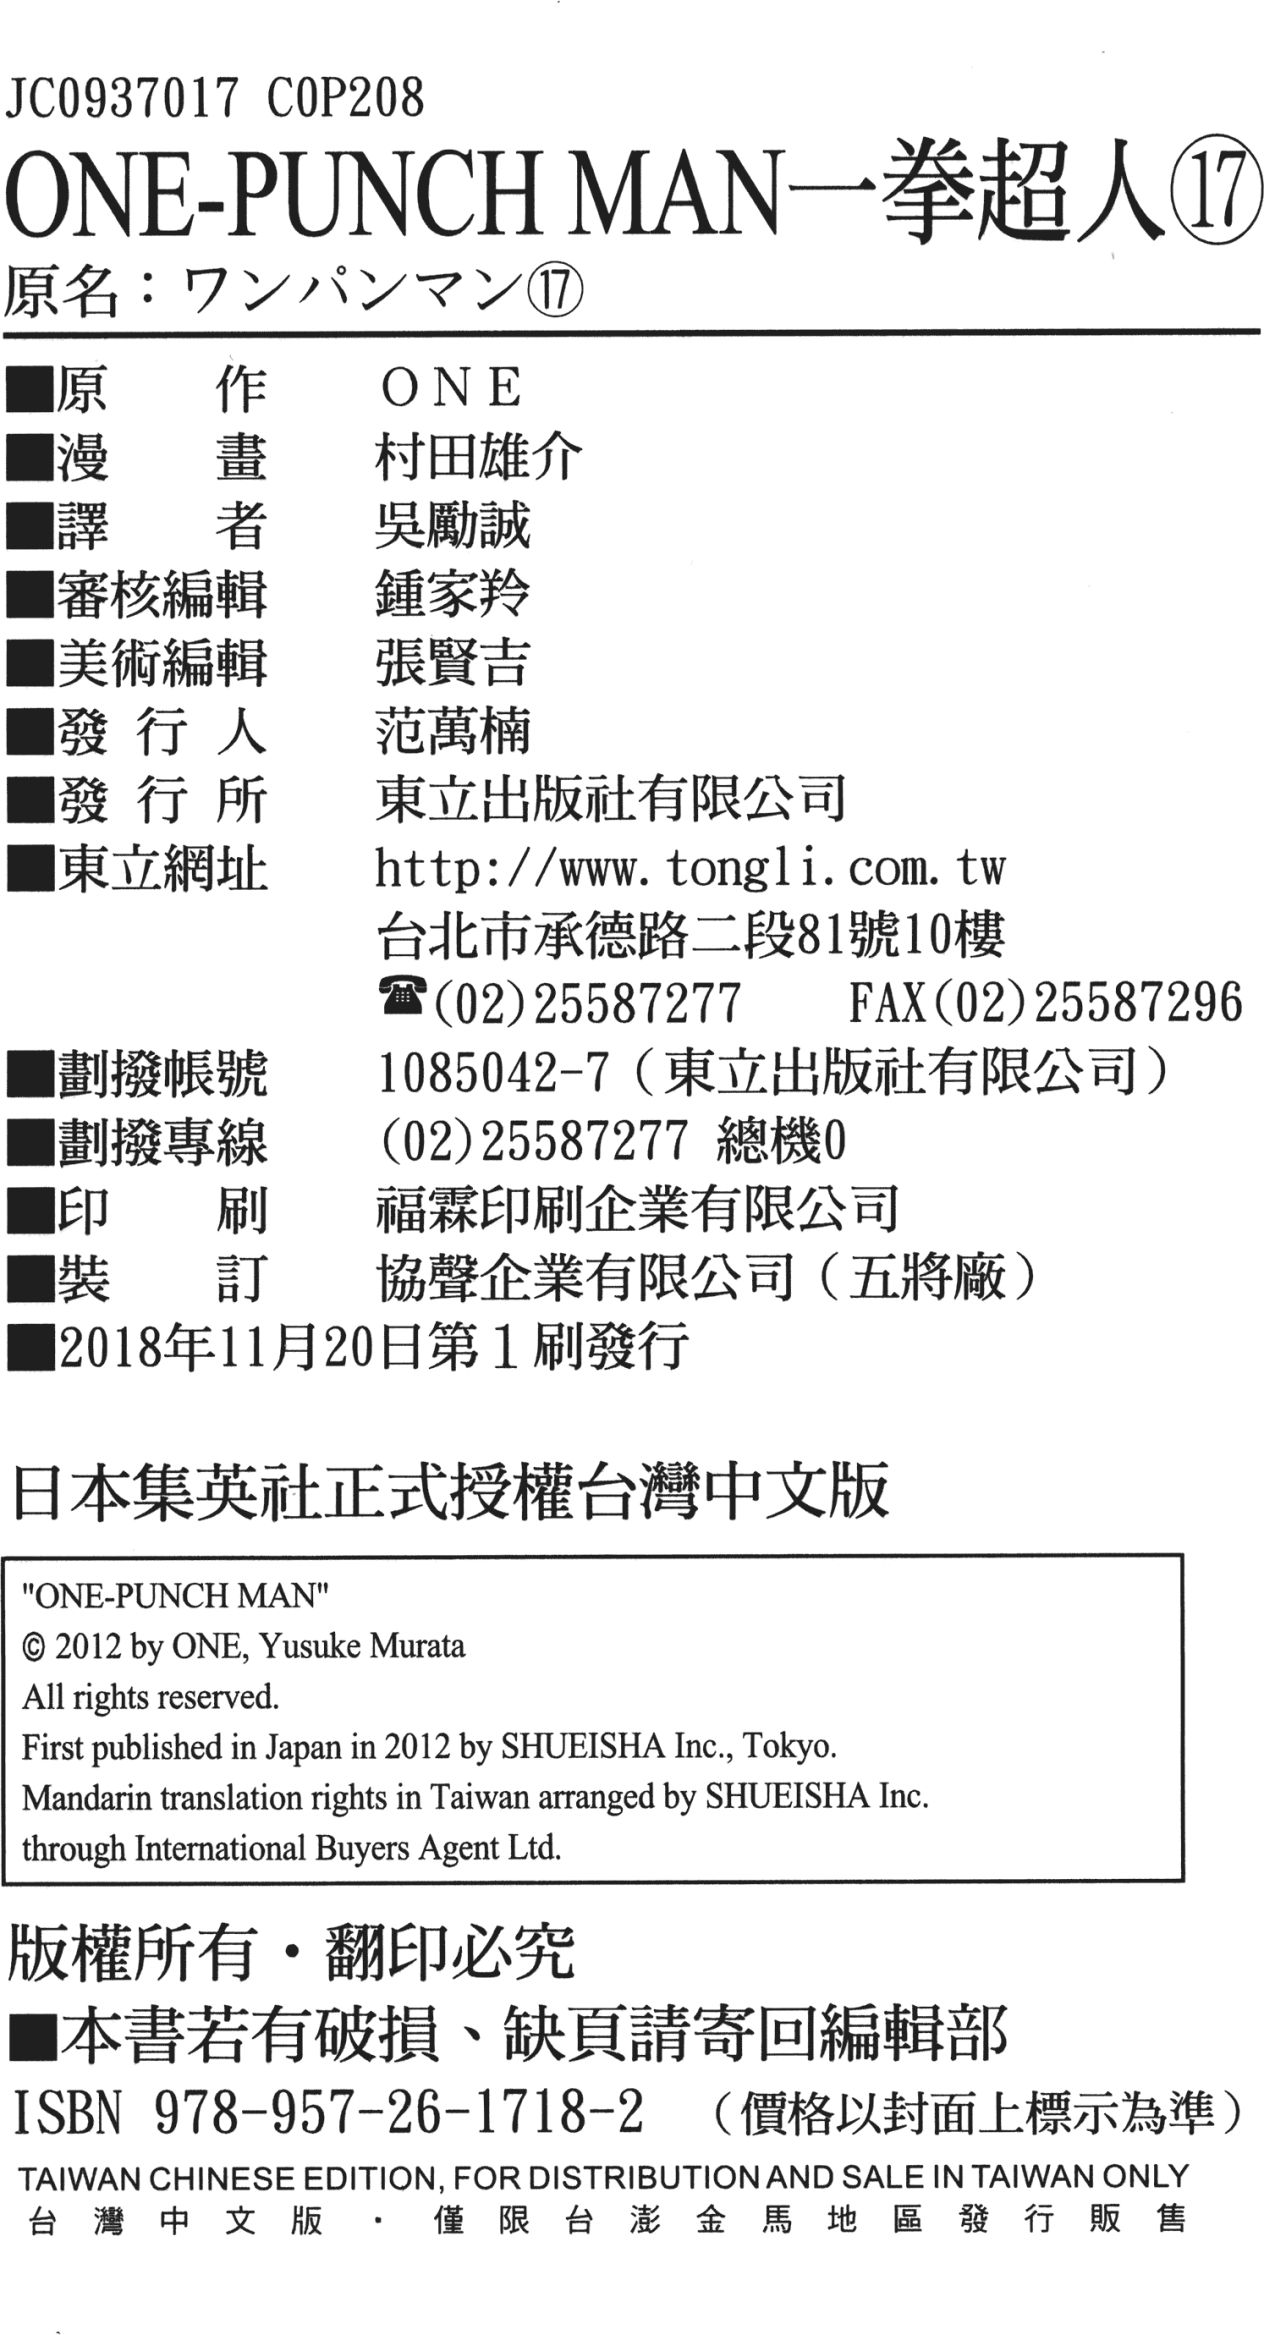 JC0937017 C0P208
ONE-PUNCH MAN一拳超人⑰
原名：ワンパンマン⑰
■原作 ONE
■漫畫 村田雄介
■譯者 吳勵誠
■審核編輯 鍾家羚
■美術編輯 張賢吉
■發行人 范萬楠
■發行所 東立出版社有限公司
■東立網址 http://www.tongli.com.tw
台北市承德路二段81號10樓
☎(02)25587277 FAX(02)25587296
■劃撥帳號 1085042-7（東立出版社有限公司）
■劃撥專線 (02)25587277 總機0
■印刷 福霖印刷企業有限公司
■裝訂 協聲企業有限公司（五將廠）
■2018年11月20日第１刷發行
日本集英社正式授權台灣中文版
"ONE-PUNCH MAN"
© 2012 by ONE, Yusuke Murata
All rights reserved.
First published in Japan in 2012 by SHUEISHA Inc., Tokyo.
Mandarin translation rights in Taiwan arranged by SHUEISHA Inc.
through International Buyers Agent Ltd.
版權所有・翻印必究
■本書若有破損、缺頁請寄回編輯部
ISBN 978-957-26-1718-2 （價格以封面上標示為準）
TAIWAN CHINESE EDITION, FOR DISTRIBUTION AND SALE IN TAIWAN ONLY
台灣中文版・僅限台澎金馬地區發行販售